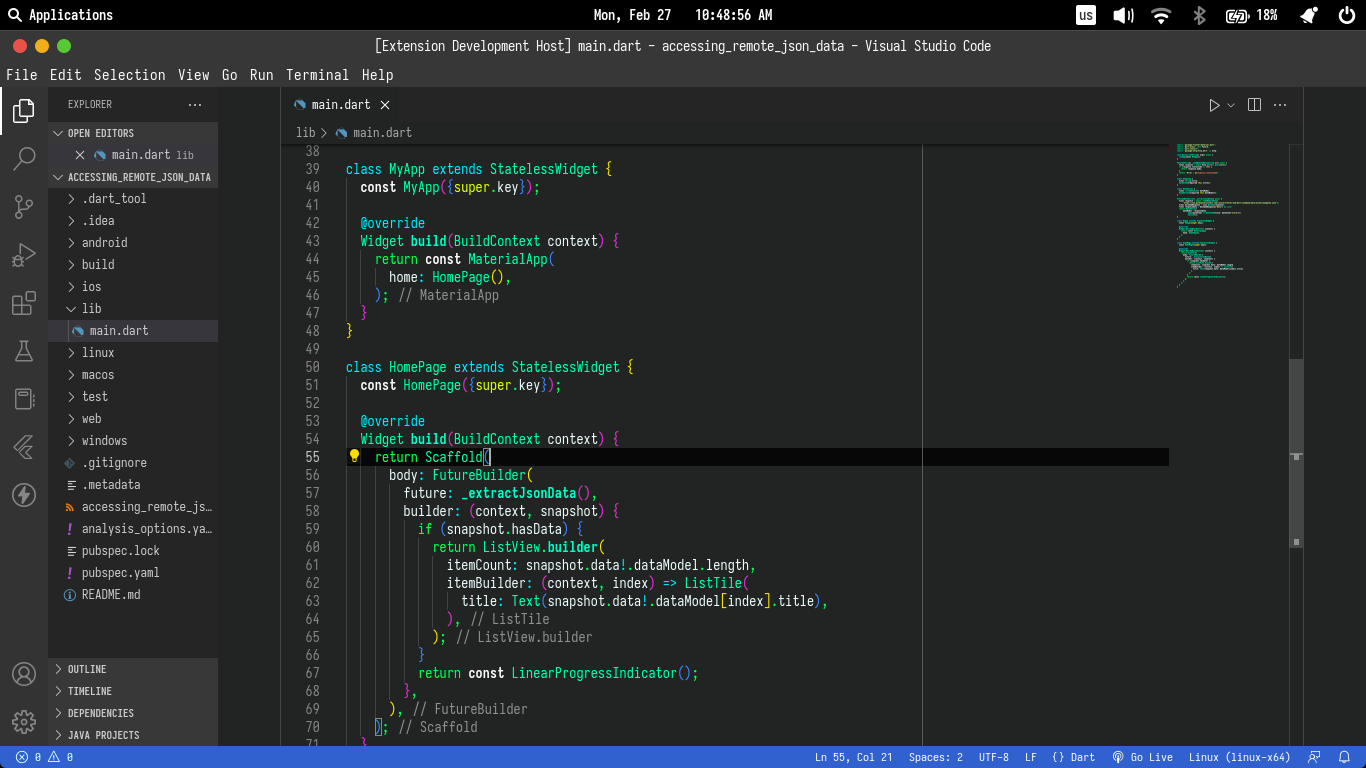 Applications
Mon, Feb 27 10:48:56 AM
us
18%
[Extension Development Host] main.dart - accessing_remote_json_data - Visual Studio Code
File Edit Selection View Go Run Terminal Help
EXPLORER
OPEN EDITORS
main.dart lib
ACCESSING_REMOTE_JSON_DATA
.dart_tool
.idea
android
build
ios
lib
main.dart
linux
macos
test
web
windows
.gitignore
.metadata
accessing_remote_js…
analysis_options.ya…
pubspec.lock
pubspec.yaml
README.md
OUTLINE
TIMELINE
DEPENDENCIES
JAVA PROJECTS
main.dart
lib > main.dart
38
39 class MyApp extends StatelessWidget {
40   const MyApp({super.key});
41
42   @override
43   Widget build(BuildContext context) {
44     return const MaterialApp(
45       home: HomePage(),
46     ); // MaterialApp
47   }
48 }
49
50 class HomePage extends StatelessWidget {
51   const HomePage({super.key});
52
53   @override
54   Widget build(BuildContext context) {
55     return Scaffold(
56       body: FutureBuilder(
57         future: _extractJsonData(),
58         builder: (context, snapshot) {
59           if (snapshot.hasData) {
60             return ListView.builder(
61               itemCount: snapshot.data!.dataModel.length,
62               itemBuilder: (context, index) => ListTile(
63                 title: Text(snapshot.data!.dataModel[index].title),
64               ), // ListTile
65             ); // ListView.builder
66           }
67           return const LinearProgressIndicator();
68         },
69       ), // FutureBuilder
70     ); // Scaffold
71   }
0 0
Ln 55, Col 21 Spaces: 2 UTF-8 LF {} Dart Go Live Linux (linux-x64)